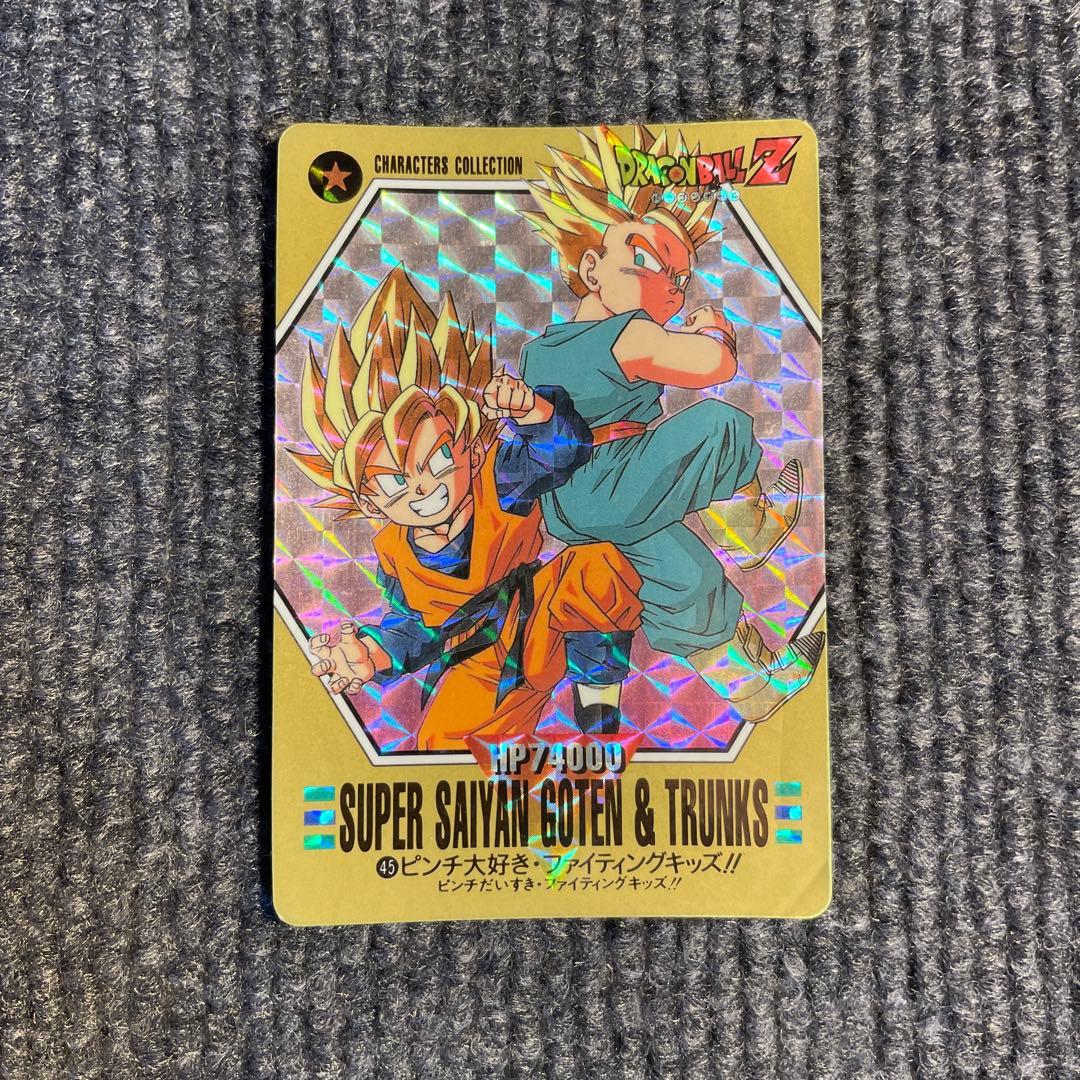 CHARACTERS COLLECTION
DRAGON BALL Z
HP74000
SUPER SAIYAN GOTEN & TRUNKS
45 ピンチ大好き・ファイティングキッズ!!
ピンチだいすき・ファイティングキッズ!!